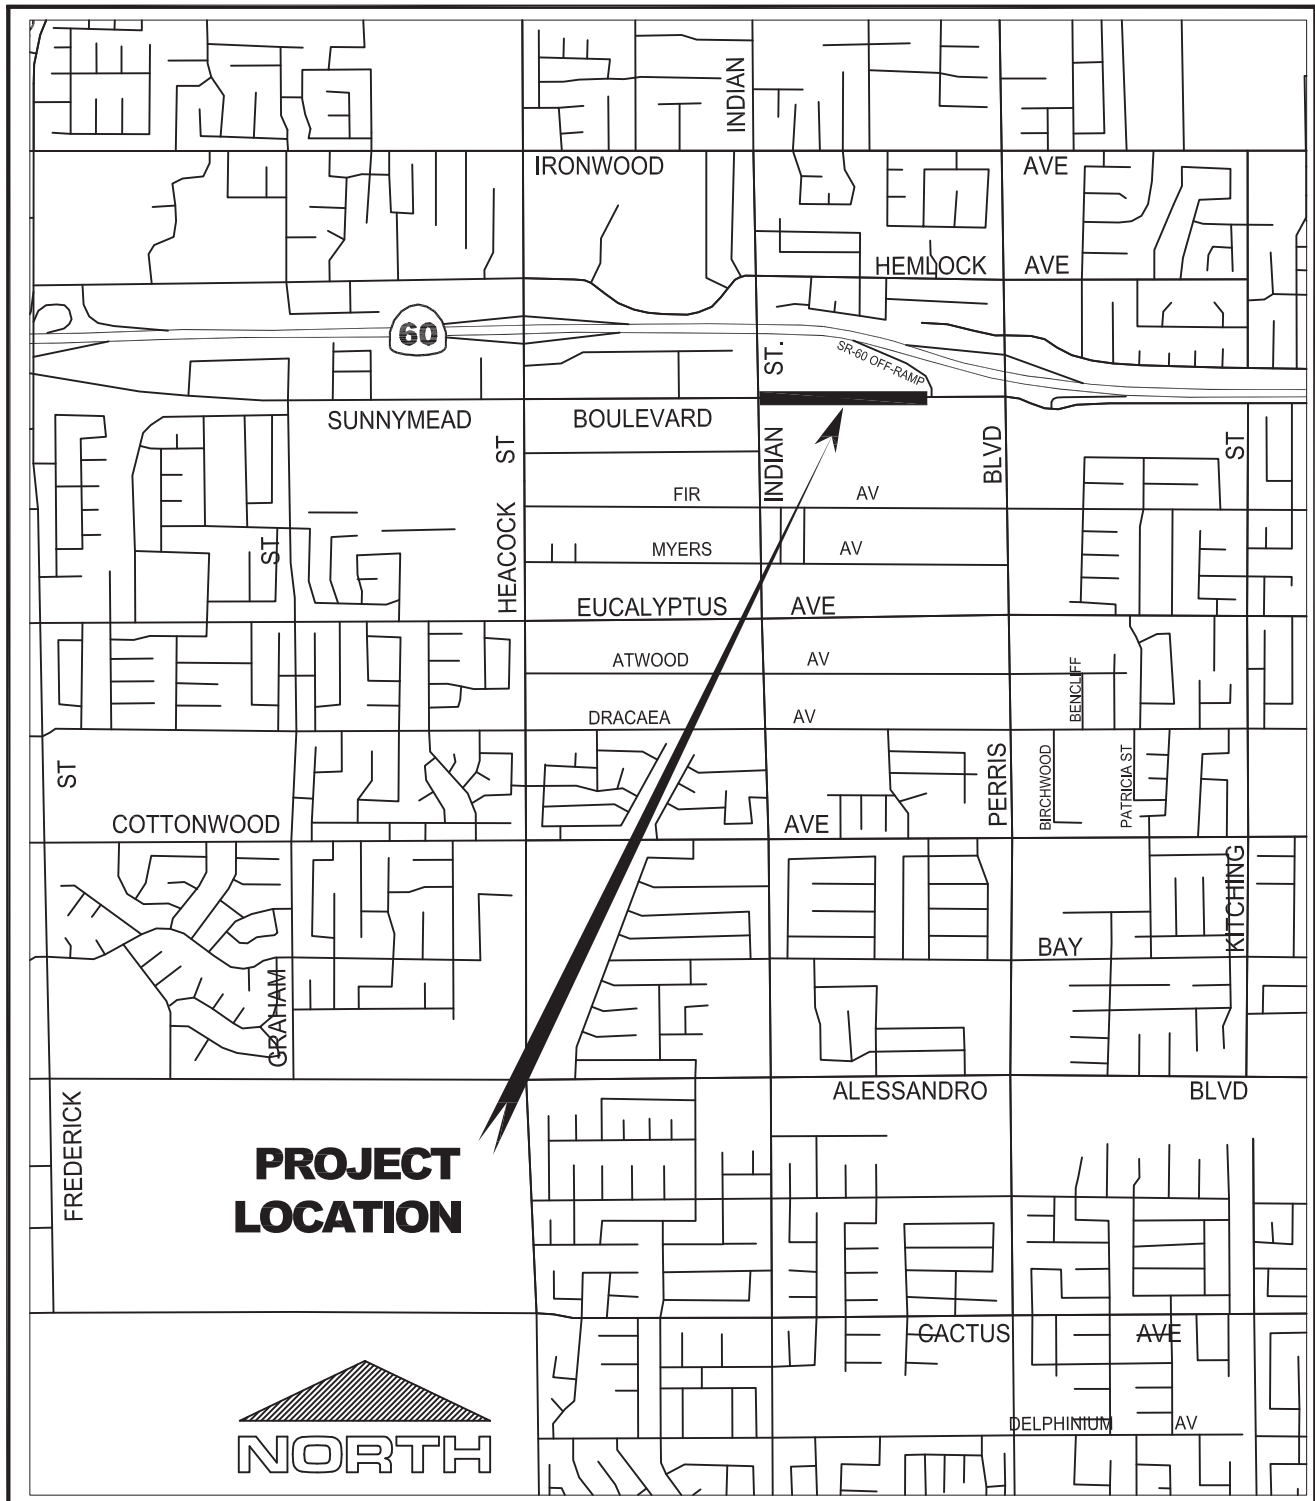 INDIAN
IRONWOOD AVE
HEMLOCK AVE
60
ST.
SR-60 OFF-RAMP
SUNNYMEAD BOULEVARD
HEACOCK ST
INDIAN
BLVD
ST
FIR AV
MYERS AV
ST
EUCALYPTUS AVE
ATWOOD AV
BENCLIFF
DRACAEA AV
ST
PERRIS
BIRCHWOOD
PATRICIA ST
COTTONWOOD AVE
KITCHING
BAY
GRAHAM
ALESSANDRO BLVD
FREDERICK
PROJECT
LOCATION
CACTUS AVE
DELPHINIUM AV
NORTH